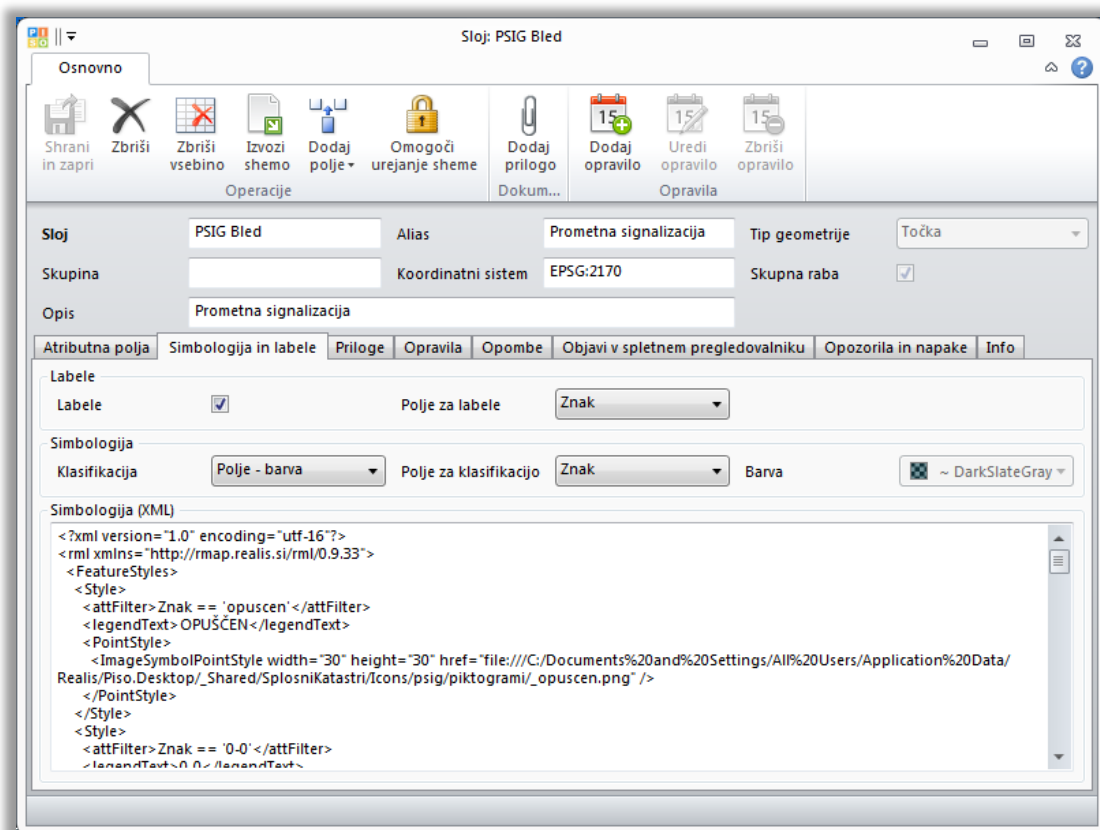 Sloj: PSIG Bled
Osnovno
Shrani in zapri
Zbriši
Zbriši vsebino
Izvozi shemo
Dodaj polje
Omogoči urejanje sheme
Dodaj prilogo
Dodaj opravilo
Uredi opravilo
Zbriši opravilo
Operacije
Dokum...
Opravila
Sloj PSIG Bled Alias Prometna signalizacija Tip geometrije Točka
Skupina Koordinatni sistem EPSG:2170 Skupna raba
Opis Prometna signalizacija
Atributna polja Simbologija in labele Priloge Opravila Opombe Objavi v spletnem pregledovalniku Opozorila in napake Info
Labele
Labele Polje za labele Znak
Simbologija
Klasifikacija Polje - barva Polje za klasifikacijo Znak Barva ~ DarkSlateGray
Simbologija (XML)
<?xml version="1.0" encoding="utf-16"?>
<rml xmlns="http://rmap.realis.si/rml/0.9.33">
<FeatureStyles>
<Style>
<attFilter>Znak == 'opuscen'</attFilter>
<legendText>OPUŠČEN</legendText>
<PointStyle>
<ImageSymbolPointStyle width="30" height="30" href="file:///C:/Documents%20and%20Settings/All%20Users/Application%20Data/
Realis/Piso.Desktop/_Shared/SplosniKatastri/Icons/psig/piktogrami/_opuscen.png" />
</PointStyle>
</Style>
<Style>
<attFilter>Znak == '0-0'</attFilter>
<legendText>0-0</legendText>